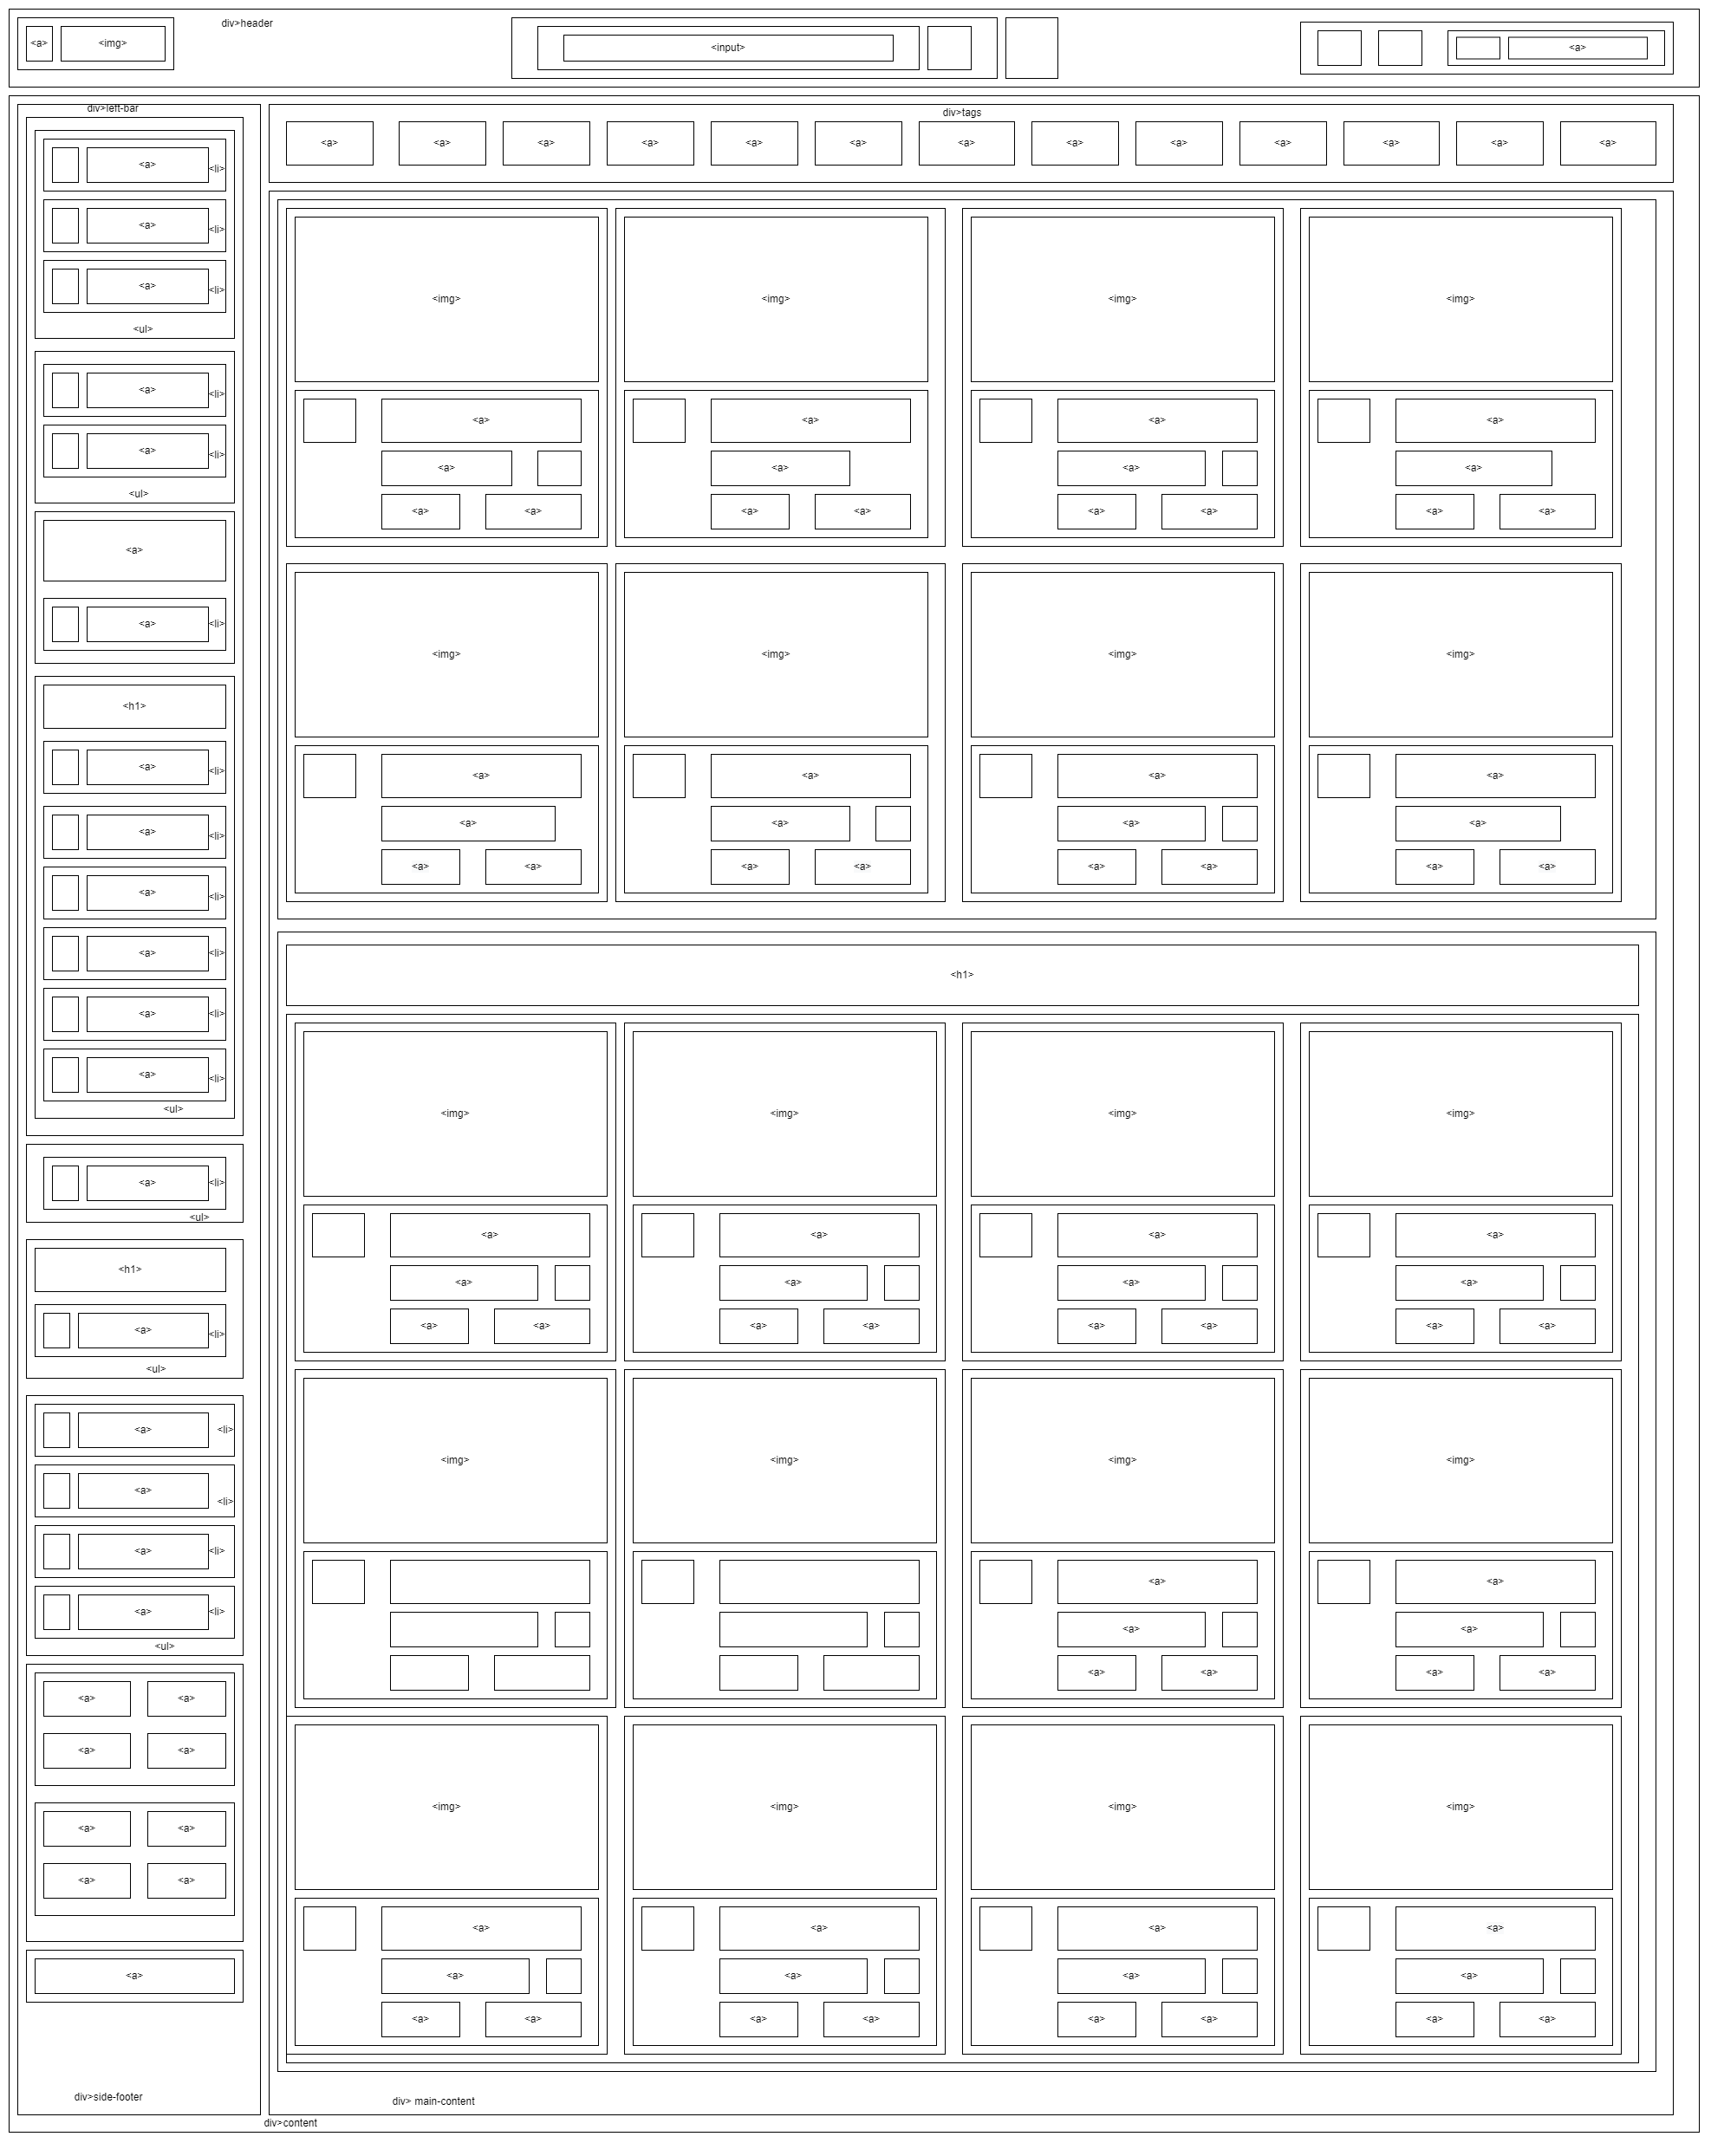 div>header
<a> <img> <input> <a>
div>left-bar
<a> <li>
<a> <li>
<a> <li>
<ul>
<a> <li>
<a> <li>
<ul>
<a>
<a> <li>
<h1>
<a> <li>
<a> <li>
<a> <li>
<a> <li>
<a> <li>
<a> <li>
<ul>
<a> <li>
<ul>
<h1>
<a> <li>
<ul>
<a> <li>
<a> <li>
<a> <li>
<a> <li>
<ul>
<a> <a>
<a> <a>
<a> <a>
<a> <a>
<a>
div>side-footer
div>tags
<a> <a> <a> <a> <a> <a> <a> <a> <a> <a> <a> <a> <a>
<img> <img> <img> <img>
<a> <a> <a> <a>
<a> <a> <a> <a>
<a> <a> <a> <a> <a> <a> <a> <a>
<img> <img> <img> <img>
<a> <a> <a> <a>
<a> <a> <a> <a>
<a> <a> <a> <a> <a> <a> <a> <a>
<h1>
<img> <img> <img> <img>
<a> <a> <a> <a>
<a> <a> <a> <a>
<a> <a> <a> <a> <a> <a> <a> <a>
<img> <img> <img> <img>
<a> <a>
<a> <a>
<a> <a> <a> <a>
<img> <img> <img> <img>
<a> <a> <a> <a>
<a> <a> <a> <a>
<a> <a> <a> <a> <a> <a> <a> <a>
div> main-content
div>content